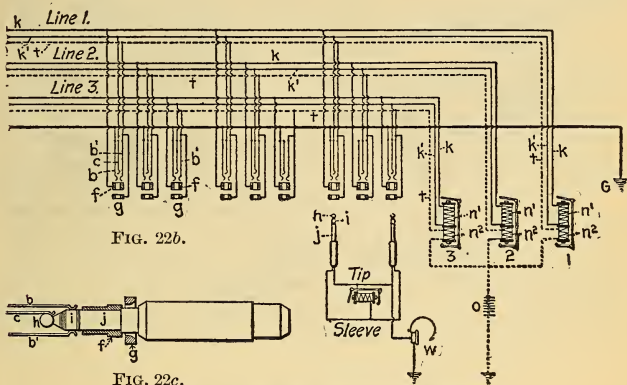 k Line 1.
k' t
Line 2. k
t k'
Line 3.
t
b'
c
b
f
g
b'
f
g
k' k
t
k' k
t
G
n'
n²
3
n'
n²
2
n'
n²
1
FIG. 22b.
h i
j
Tip
Sleeve
O
W
b
c h i j
b'
f g
FIG. 22c.